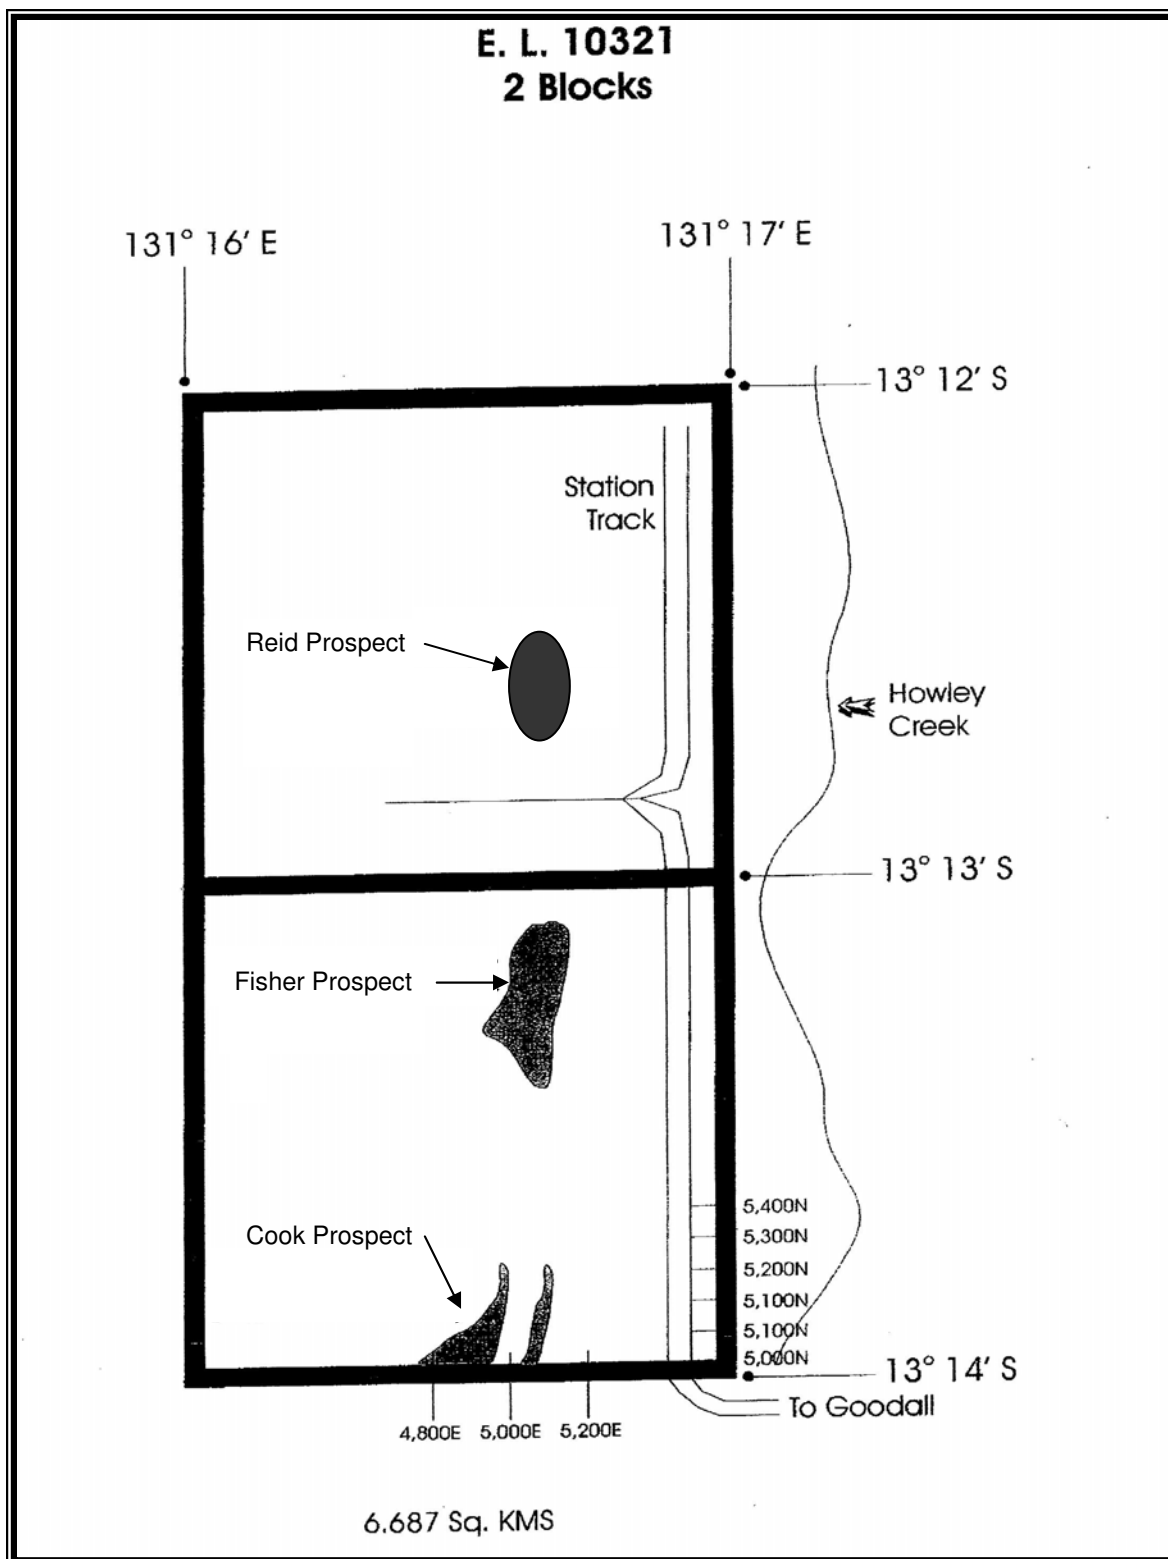 E. L. 10321
2 Blocks
131° 16' E
131° 17' E
13° 12' S
Station
Track
Reid Prospect
Howley
Creek
13° 13' S
Fisher Prospect
5,400N
5,300N
Cook Prospect
5,200N
5,100N
5,100N
5,000N
13° 14' S
To Goodall
4,800E 5,000E 5,200E
6.687 Sq. KMS